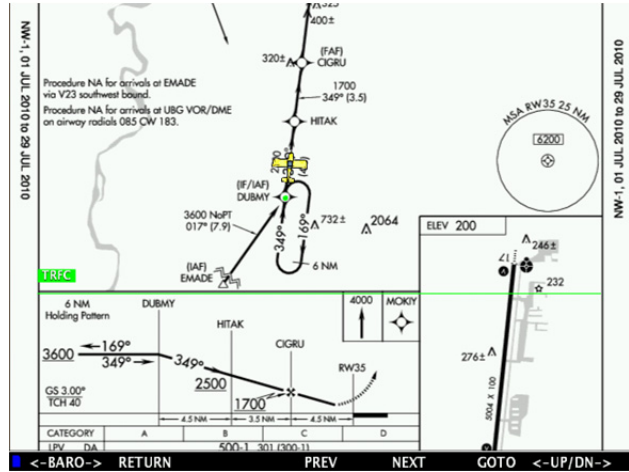 NW-1, 01 JUL 2010 to 29 JUL 2010
400±
(FAF)
320±
CIGRU
1700
349° (3.5)
Procedure NA for arrivals at EMADE
via V23 southwest bound.
Procedure NA for arrivals at UBG VOR/DME
on airway radials 085 CW 183.
HITAK
MSA RW35 25 NM
6200
(IF/IAF)
DUBMY
3600 NoPT
017° (7.9)
349°
169°
732±
2064
6 NM
(IAF)
EMADE
TRFC
ELEV 200
246±
17
232
276±
5004 X 100
6 NM
Holding Pattern
DUBMY
HITAK
CIGRU
RW35
4000
MOKIY
3600
169°
349°
349°
2500
1700
GS 3.00°
TCH 40
4.5 NM
3.5 NM
4.5 NM
CATEGORY
A
B
C
D
LPV DA
500-1 301 (300-1)
NW-1, 01 JUL 2010 to 29 JUL 2010
<-BARO-> RETURN PREV NEXT GOTO <-UP/DN->